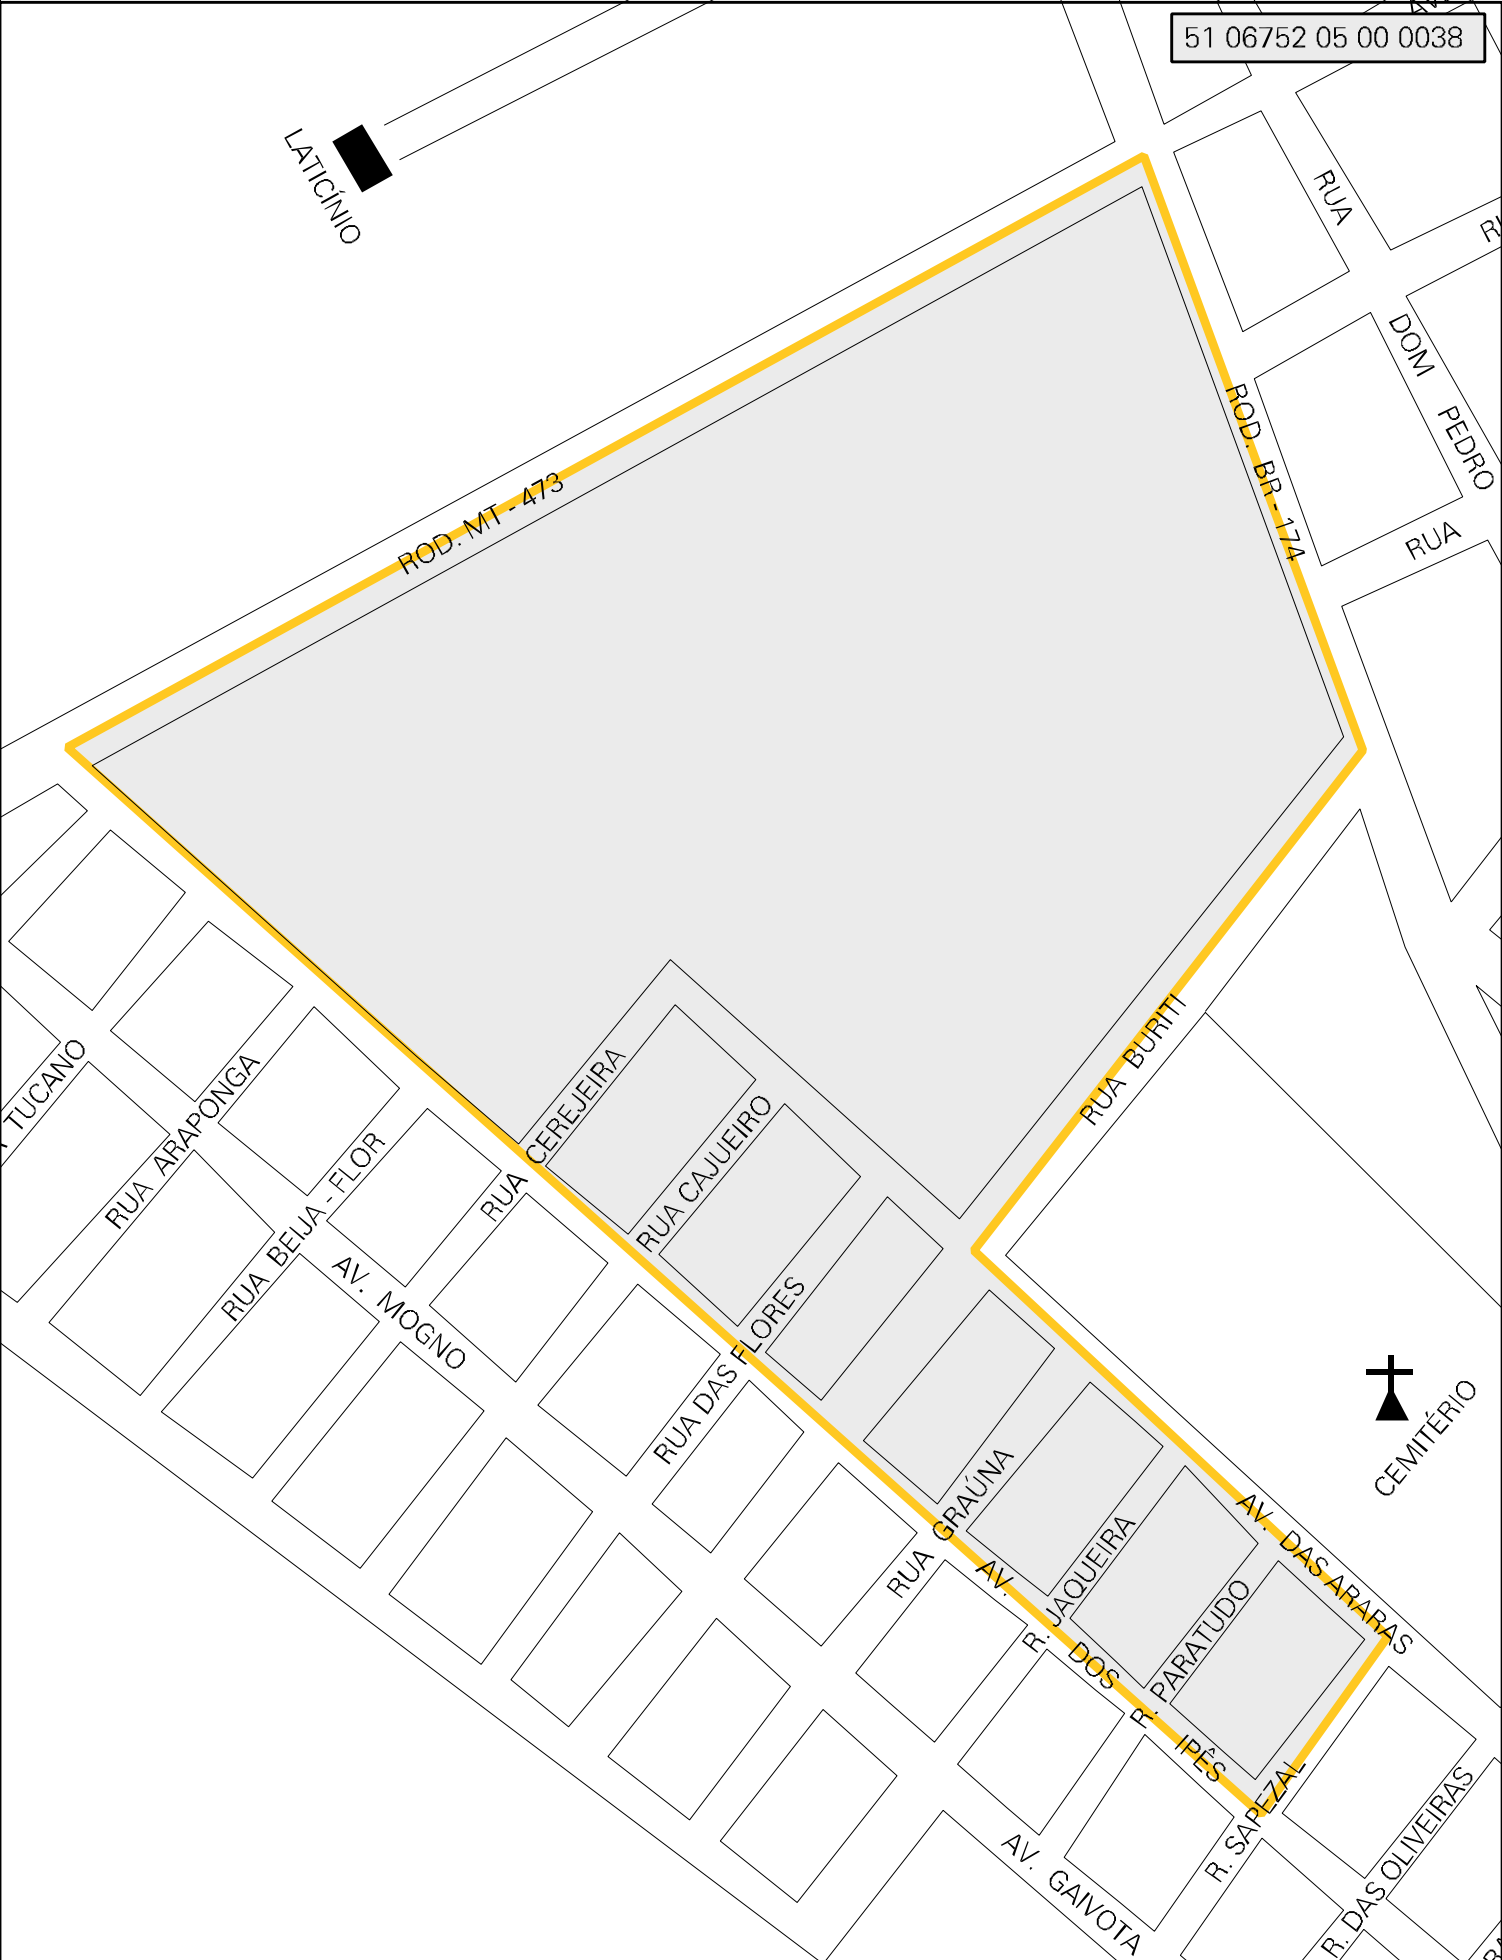 51 06752 05 00 0038
LATICÍNIO
RUA
DOM PEDRO
RUA
ROD. BR - 174
ROD. MT - 473
RUA BURITI
TUCANO
RUA ARAPONGA
RUA BEIJA - FLOR
AV. MOGNO
RUA CEREJEIRA
RUA CAJUEIRO
RUA DAS FLORES
RUA GRAÚNA
R. JAQUEIRA
R. PARATUDO
AV. DAS ARARAS
CEMITÉRIO
AV. DOS IPÊS
R. SAPEZAL
R. DAS OLIVEIRAS
AV. GAIVOTA